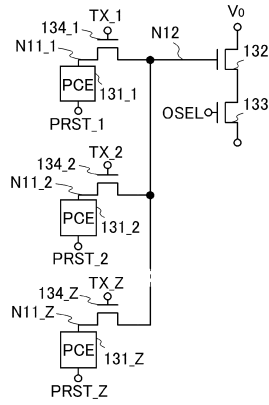 TX_1
134_1
N11_1
PCE
131_1
PRST_1
N12
V0
132
OSEL
133
TX_2
134_2
N11_2
PCE
131_2
PRST_2
TX_Z
134_Z
N11_Z
PCE
131_Z
PRST_Z